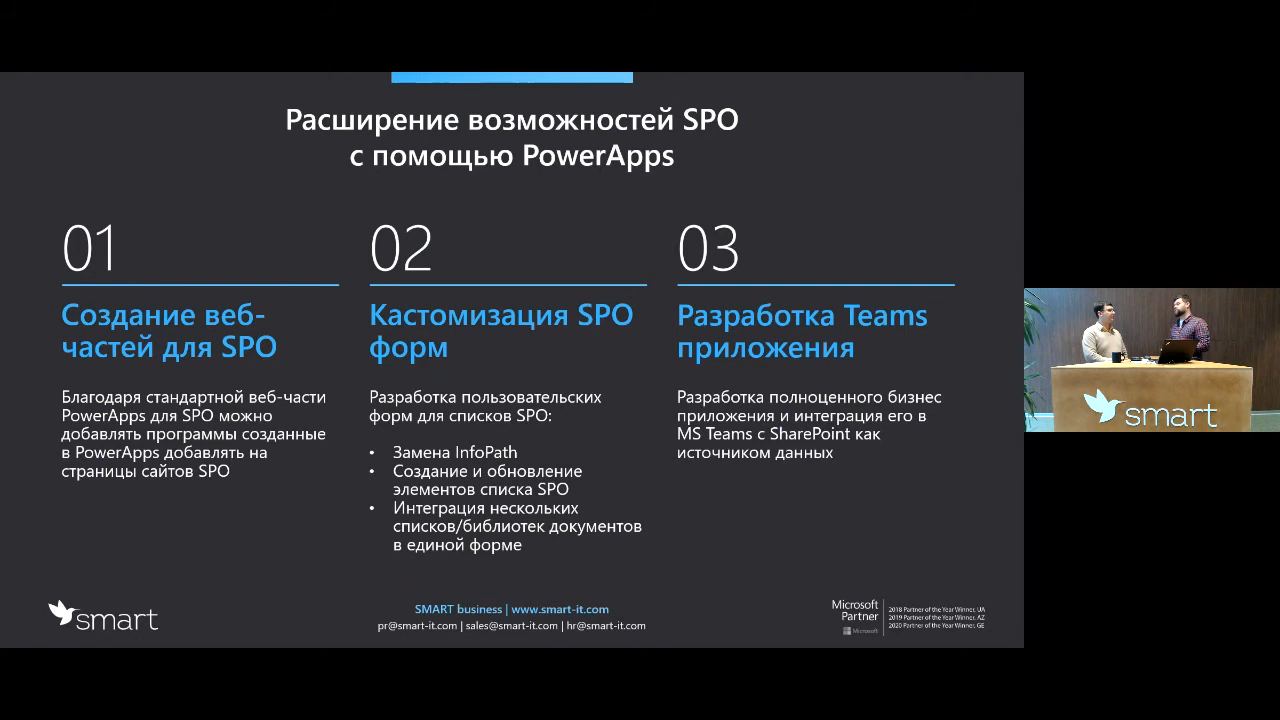 Расширение возможностей SPO
с помощью PowerApps
01
Создание веб-
частей для SPO
Благодаря стандартной веб-части
PowerApps для SPO можно
добавлять программы созданные
в PowerApps добавлять на
страницы сайтов SPO
02
Кастомизация SPO
форм
Разработка пользовательских
форм для списков SPO:
• Замена InfoPath
• Создание и обновление
элементов списка SPO
• Интеграция нескольких
списков/библиотек документов
в единой форме
03
Разработка Teams
приложения
Разработка полноценного бизнес
приложения и интеграция его в
MS Teams с SharePoint как
источником данных
smart
smart
SMART business | www.smart-it.com
pr@smart-it.com | sales@smart-it.com | hr@smart-it.com
Microsoft
Partner
Microsoft
2018 Partner of the Year Winner, UA
2019 Partner of the Year Winner, AZ
2020 Partner of the Year Winner, GE